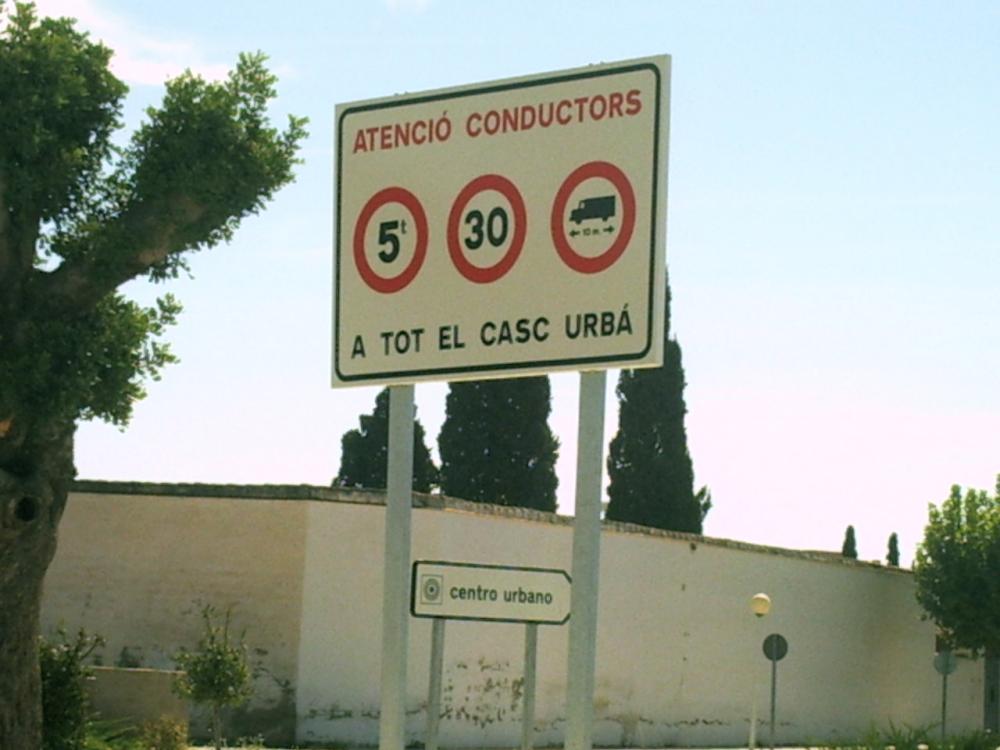 ATENCIÓ CONDUCTORS
5t 30 10 m.
A TOT EL CASC URBÁ
centro urbano